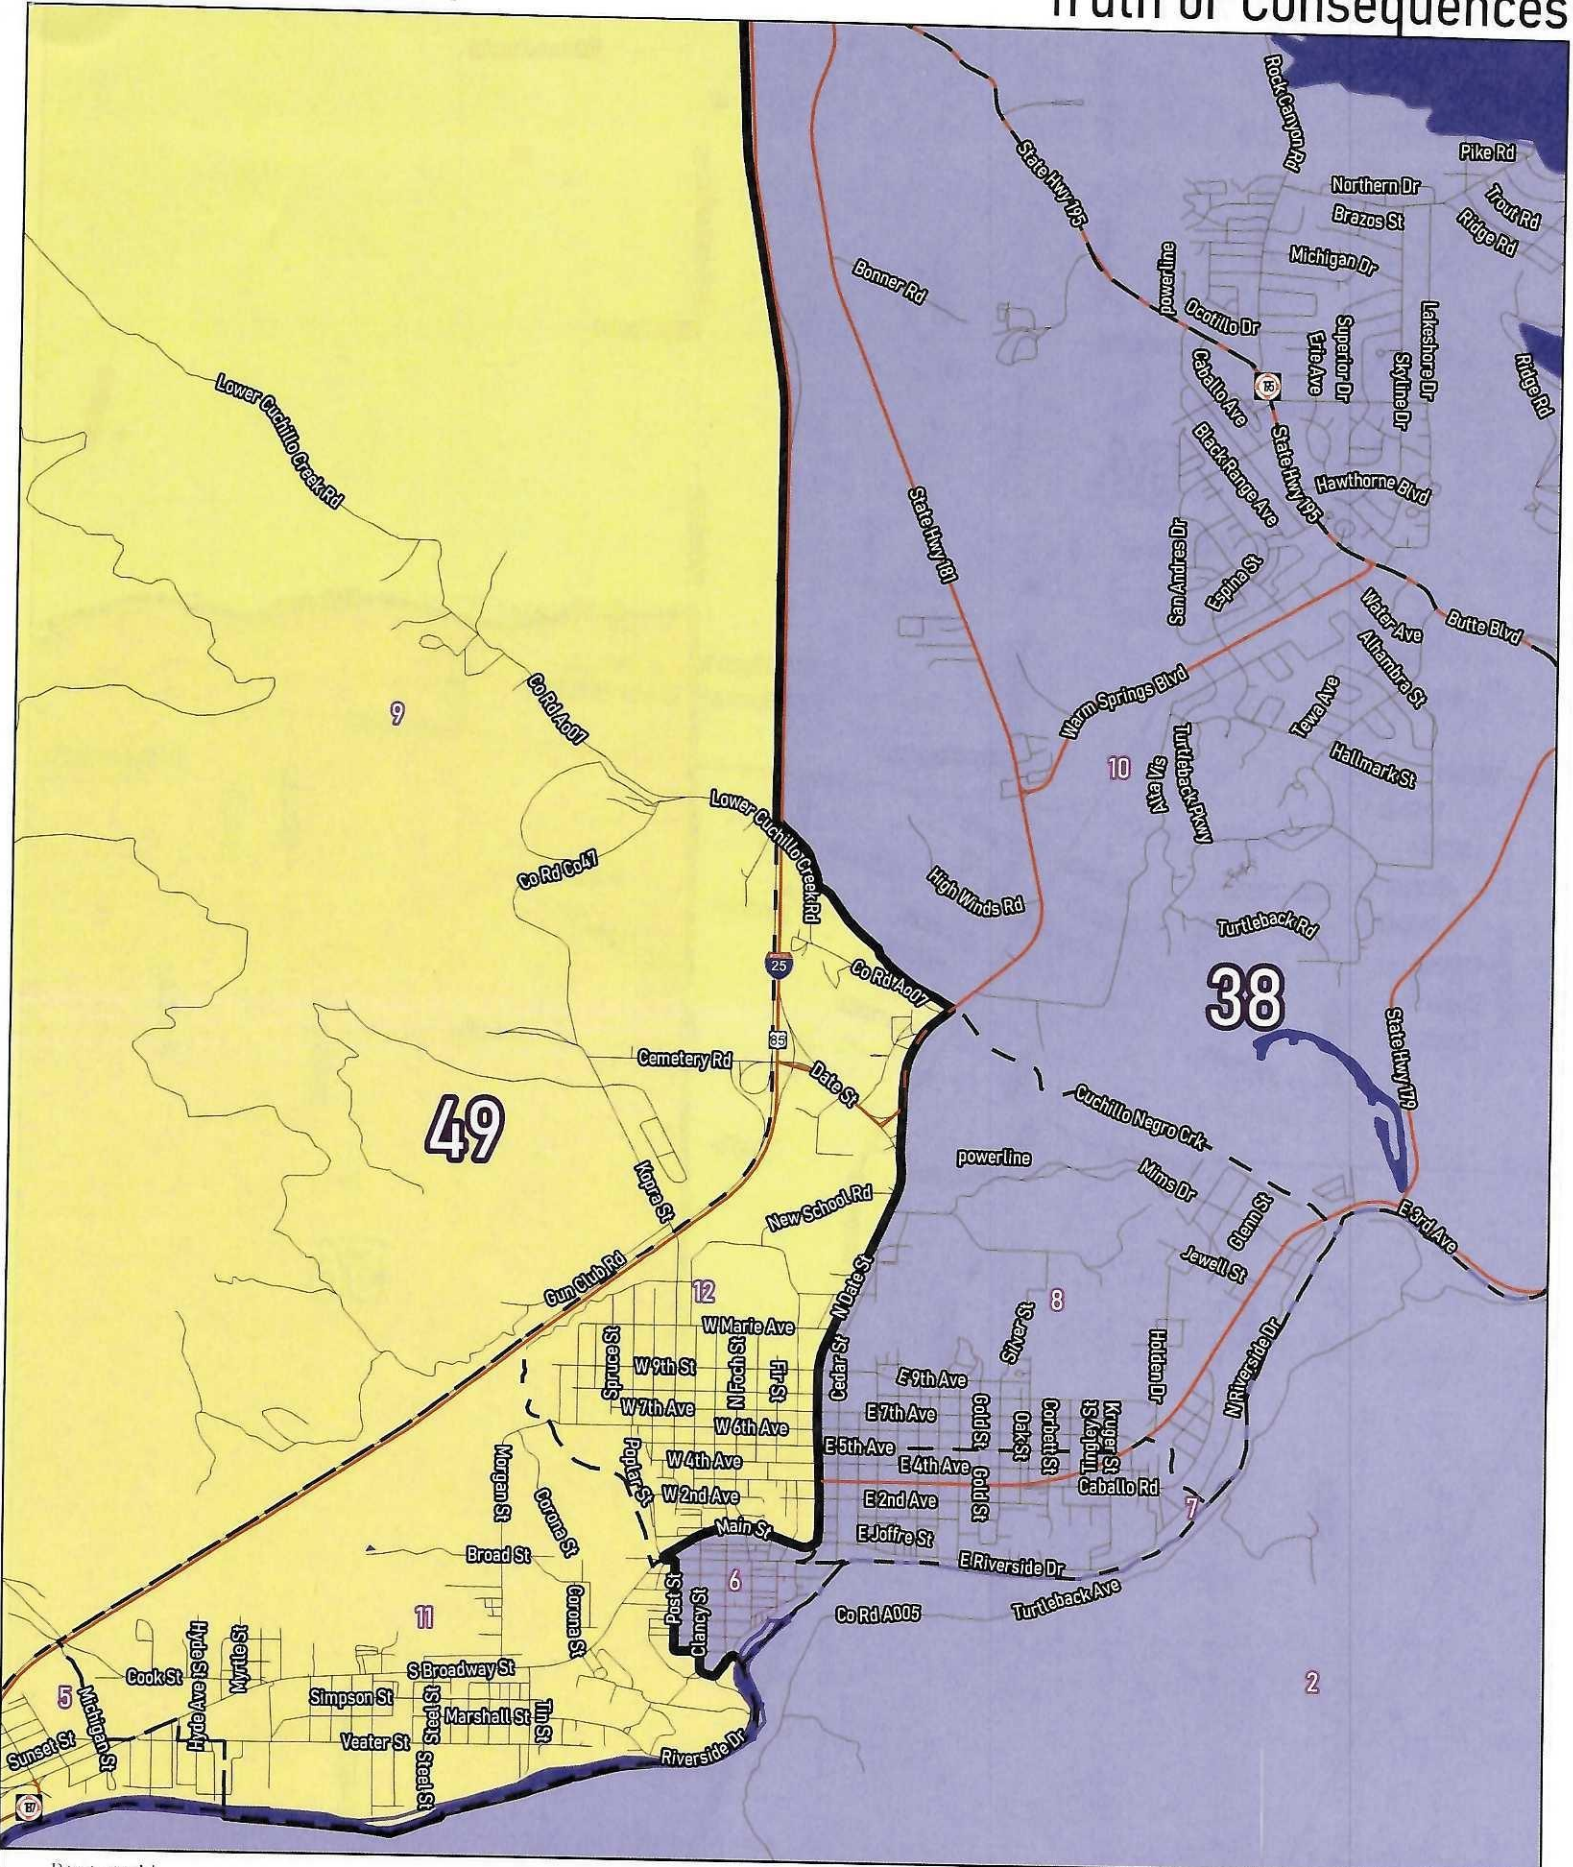 Truth or Consequences
Rock Canyon Rd
Pike Rd
State Hwy 195
Northern Dr
Trout Rd
Brazos St
Ridge Rd
Michigan Dr
Bonner Rd
powerline
Ocotillo Dr
Superior Dr
Erie Ave
Lakeshore Dr
Skyline Dr
Ridge Rd
195
Caballo Ave
Lower Cuchillo Creek Rd
Black Range Ave
State Hwy 195
Hawthorne Blvd
State Hwy 181
San Andres Dr
Espina St
Water Ave
Butte Blvd
Alhambra St
Warm Springs Blvd
Tewa Ave
9
Co Rd Ao07
10
Turtleback Pkwy
Alta Vis
Hallmark St
Lower Cuchillo Creek Rd
Co Rd Co47
High Winds Rd
Turtleback Rd
25
Co Rd Ao07
38
85
Cemetery Rd
Date St
State Hwy 179
49
Cuchillo Negro Crk
powerline
Mims Dr
Kopra St
New School Rd
Glenn St
E 3rd Ave
Jewell St
Gun Club Rd
12
N Date St
8
W Marie Ave
Silver St
Holden Dr
N Riverside Dr
Spruce St
W 9th St
N Foch St
Fir St
Cedar St
E 9th Ave
W 7th Ave
E 7th Ave
Gold St
Oak St
Corbett St
Tingley St
Kruger St
W 6th Ave
E 5th Ave
Morgan St
Poplar St
W 4th Ave
E 4th Ave
Gold St
Caballo Rd
W 2nd Ave
E 2nd Ave
7
Corona St
Main St
E Joffre St
Broad St
E Riverside Dr
6
Post St
Clancy St
Turtleback Ave
Co Rd A005
11
Corona St
Hyde St
Hyde Ave
Myrtle St
Cook St
S Broadway St
2
5
Michigan St
Simpson St
Steel St
Marshall St
Tin St
Sunset St
Veater St
Riverside Dr
Steel St
187